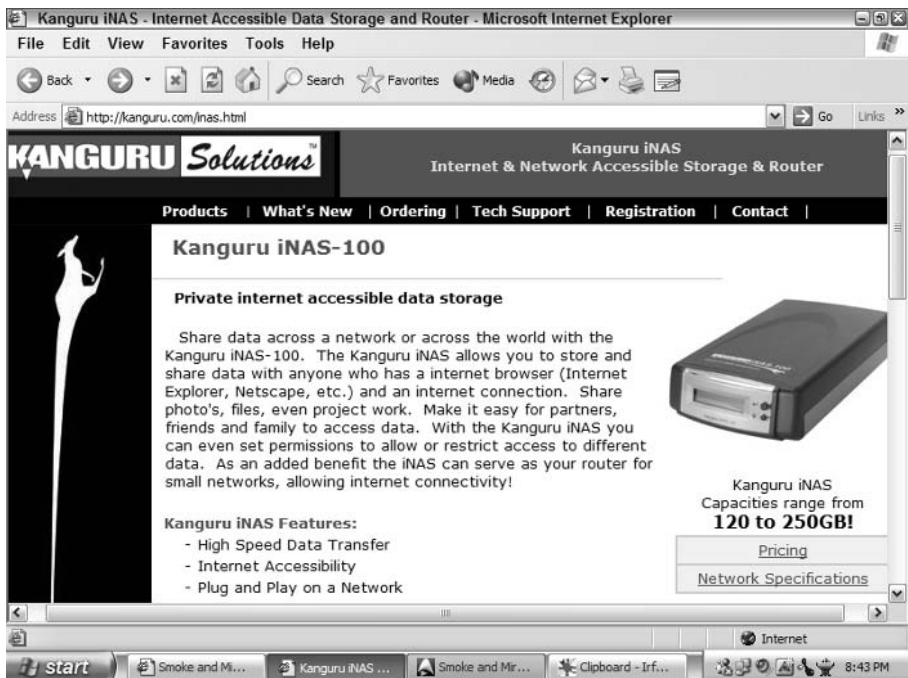 Kanguru iNAS - Internet Accessible Data Storage and Router - Microsoft Internet Explorer
File Edit View Favorites Tools Help
Back Search Favorites Media
Address http://kanguru.com/inas.html Go Links »
KANGURU Solutions™
Kanguru iNAS
Internet & Network Accessible Storage & Router
Products | What's New | Ordering | Tech Support | Registration | Contact |
Kanguru iNAS-100
Private internet accessible data storage
Share data across a network or across the world with the
Kanguru iNAS-100. The Kanguru iNAS allows you to store and
share data with anyone who has a internet browser (Internet
Explorer, Netscape, etc.) and an internet connection. Share
photo's, files, even project work. Make it easy for partners,
friends and family to access data. With the Kanguru iNAS you
can even set permissions to allow or restrict access to different
data. As an added benefit the iNAS can serve as your router for
small networks, allowing internet connectivity!
Kanguru iNAS Features:
- High Speed Data Transfer
- Internet Accessibility
- Plug and Play on a Network
KANGURU iNAS-100
Kanguru iNAS
Capacities range from
120 to 250GB!
Pricing
Network Specifications
Internet
start Smoke and Mi... Kanguru iNAS ... Smoke and Mir... Clipboard - Irf... 8:43 PM